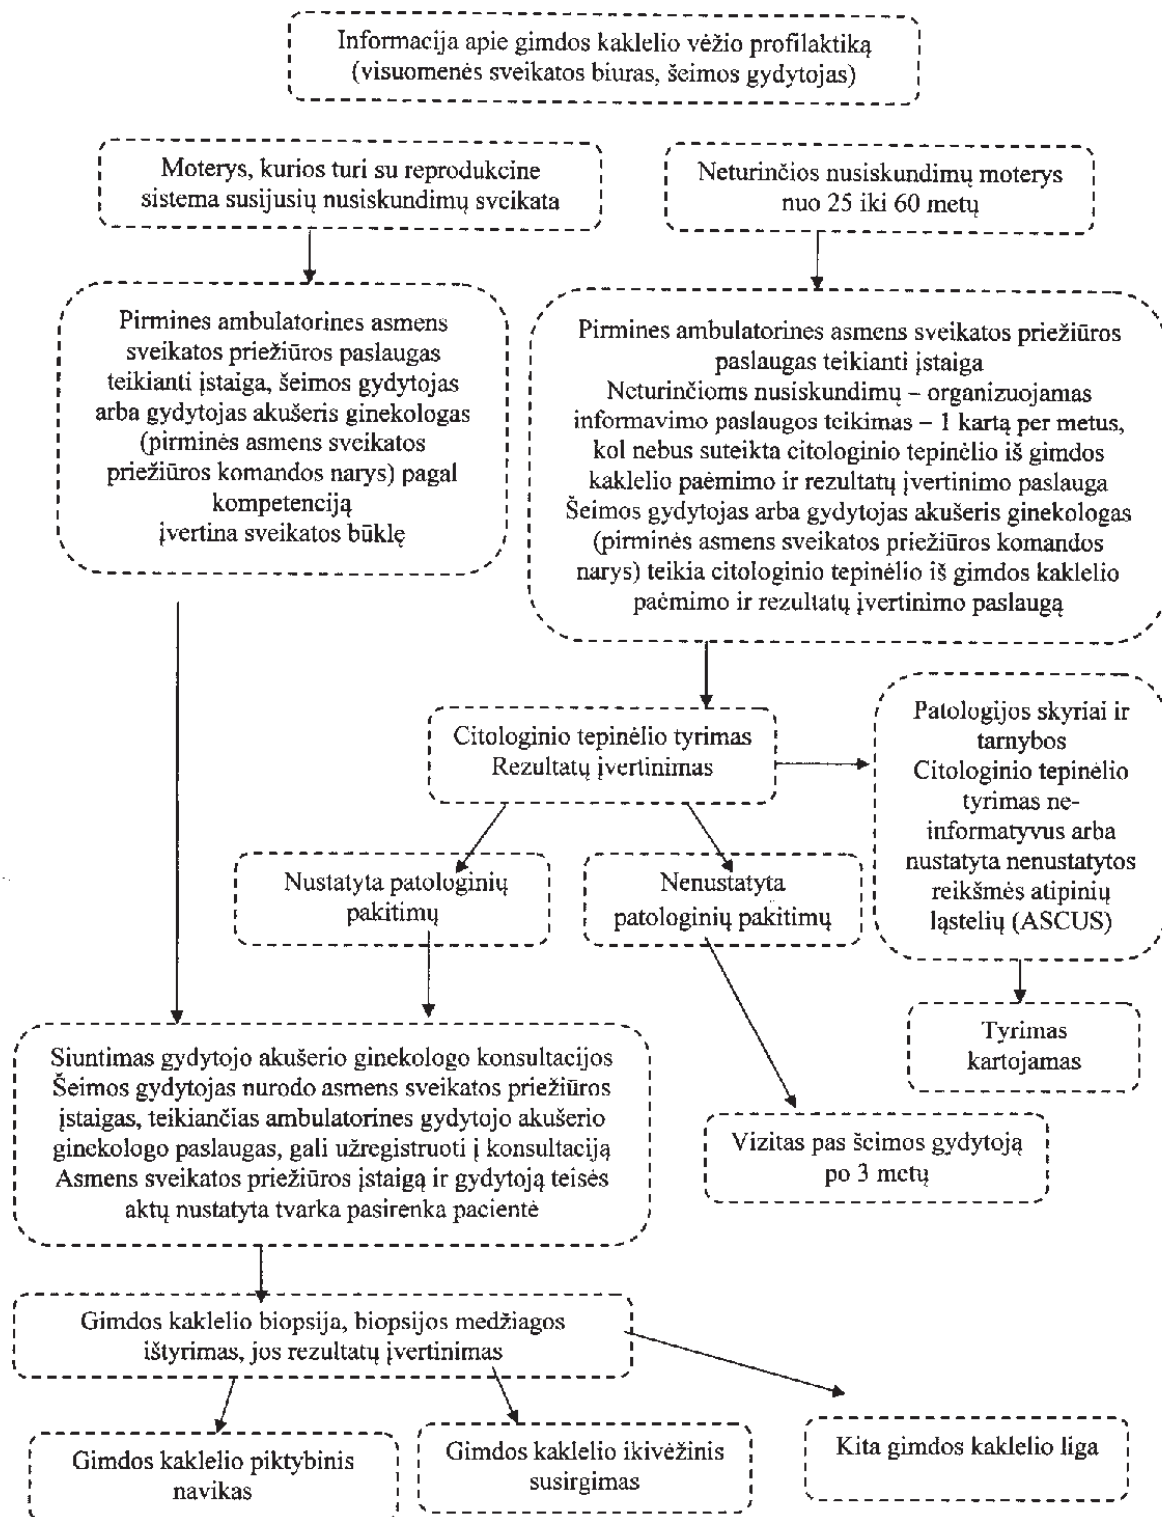 Informacija apie gimdos kaklelio vėžio profilaktiką
(visuomenės sveikatos biuras, šeimos gydytojas)
Moterys, kurios turi su reprodukcine
sistema susijusių nusiskundimų sveikata
Neturinčios nusiskundimų moterys
nuo 25 iki 60 metų
Pirmines ambulatorines asmens
sveikatos priežiūros paslaugas
teikianti įstaiga, šeimos gydytojas
arba gydytojas akušeris ginekologas
(pirminės asmens sveikatos
priežiūros komandos narys) pagal
kompetenciją
įvertina sveikatos būklę
Pirmines ambulatorines asmens sveikatos priežiūros
paslaugas teikianti įstaiga
Neturinčioms nusiskundimų – organizuojamas
informavimo paslaugos teikimas – 1 kartą per metus,
kol nebus suteikta citologinio tepinėlio iš gimdos
kaklelio paėmimo ir rezultatų įvertinimo paslauga
Šeimos gydytojas arba gydytojas akušeris ginekologas
(pirminės asmens sveikatos priežiūros komandos
narys) teikia citologinio tepinėlio iš gimdos kaklelio
paėmimo ir rezultatų įvertinimo paslaugą
Citologinio tepinėlio tyrimas
Rezultatų įvertinimas
Patologijos skyriai ir
tarnybos
Citologinio tepinėlio
tyrimas ne-
informatyvus arba
nustatyta nenustatytos
reikšmės atipinių
ląstelių (ASCUS)
Nustatyta patologinių
pakitimų
Nenustatyta
patologinių pakitimų
Tyrimas
kartojamas
Siuntimas gydytojo akušerio ginekologo konsultacijos
Šeimos gydytojas nurodo asmens sveikatos priežiūros
įstaigas, teikiančias ambulatorines gydytojo akušerio
ginekologo paslaugas, gali užregistruoti į konsultaciją
Asmens sveikatos priežiūros įstaigą ir gydytoją teisės
aktų nustatyta tvarka pasirenka pacientė
Vizitas pas šeimos gydytoją
po 3 metų
Gimdos kaklelio biopsija, biopsijos medžiagos
ištyrimas, jos rezultatų įvertinimas
Gimdos kaklelio piktybinis
navikas
Gimdos kaklelio ikivėžinis
susirgimas
Kita gimdos kaklelio liga